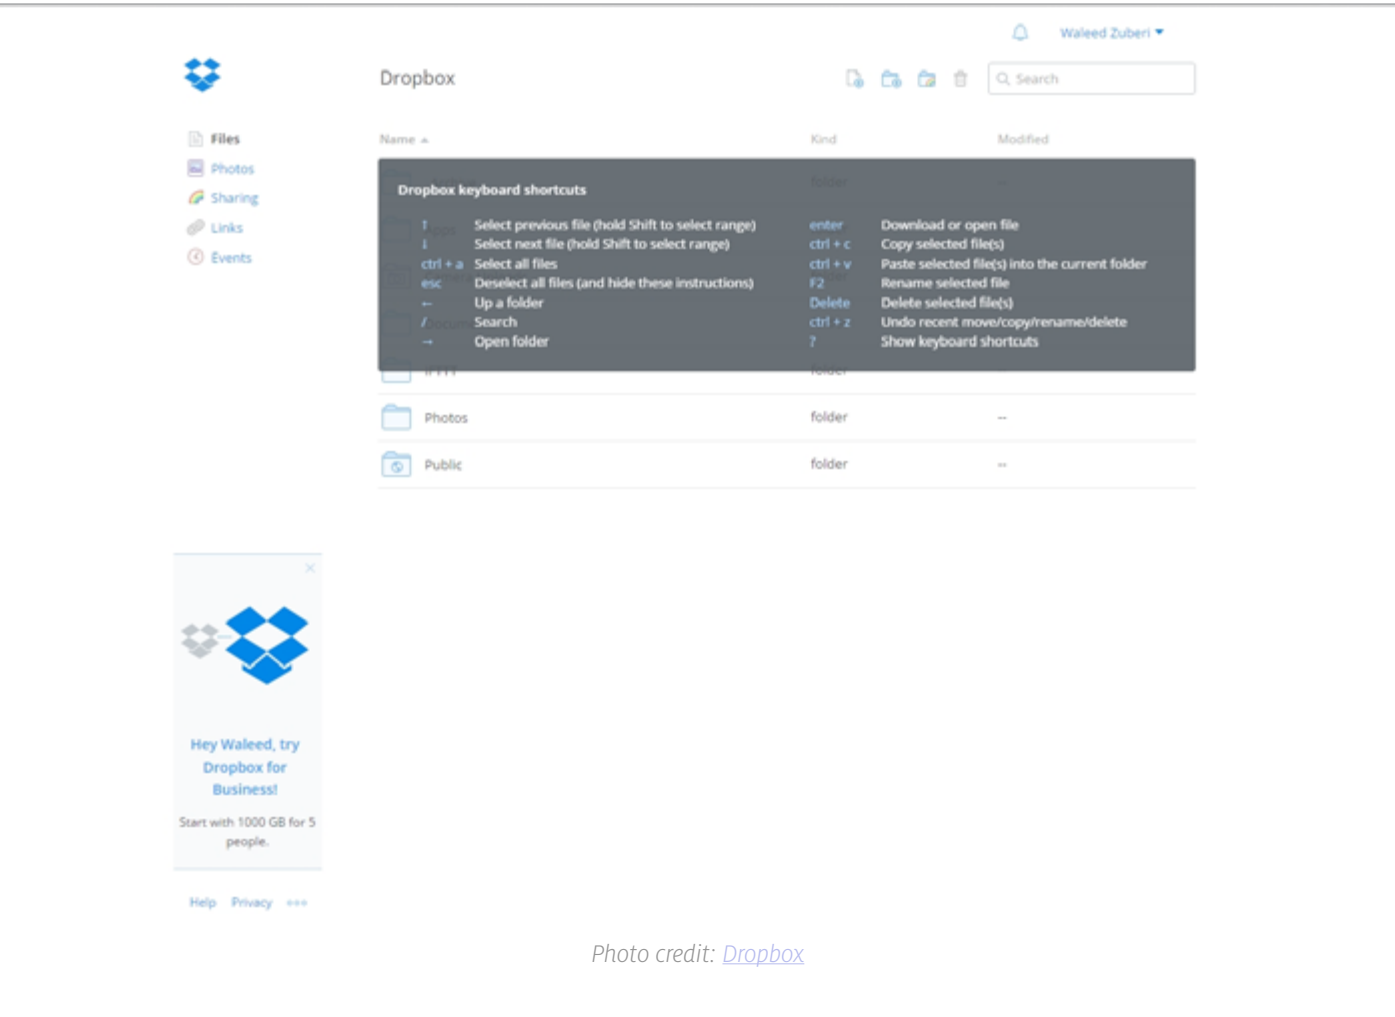 Waleed Zuberi
Dropbox
Search
Files
Photos
Sharing
Links
Events
Name Kind Modified
folder --
Dropbox keyboard shortcuts
↑ Select previous file (hold Shift to select range)
↓ Select next file (hold Shift to select range)
ctrl + a Select all files
esc Deselect all files (and hide these instructions)
← Up a folder
/ Search
→ Open folder
enter Download or open file
ctrl + c Copy selected file(s)
ctrl + v Paste selected file(s) into the current folder
F2 Rename selected file
Delete Delete selected file(s)
ctrl + z Undo recent move/copy/rename/delete
? Show keyboard shortcuts
IFTTT folder
Photos folder --
Public folder --
Hey Waleed, try
Dropbox for
Business!
Start with 1000 GB for 5
people.
Help Privacy
Photo credit: Dropbox